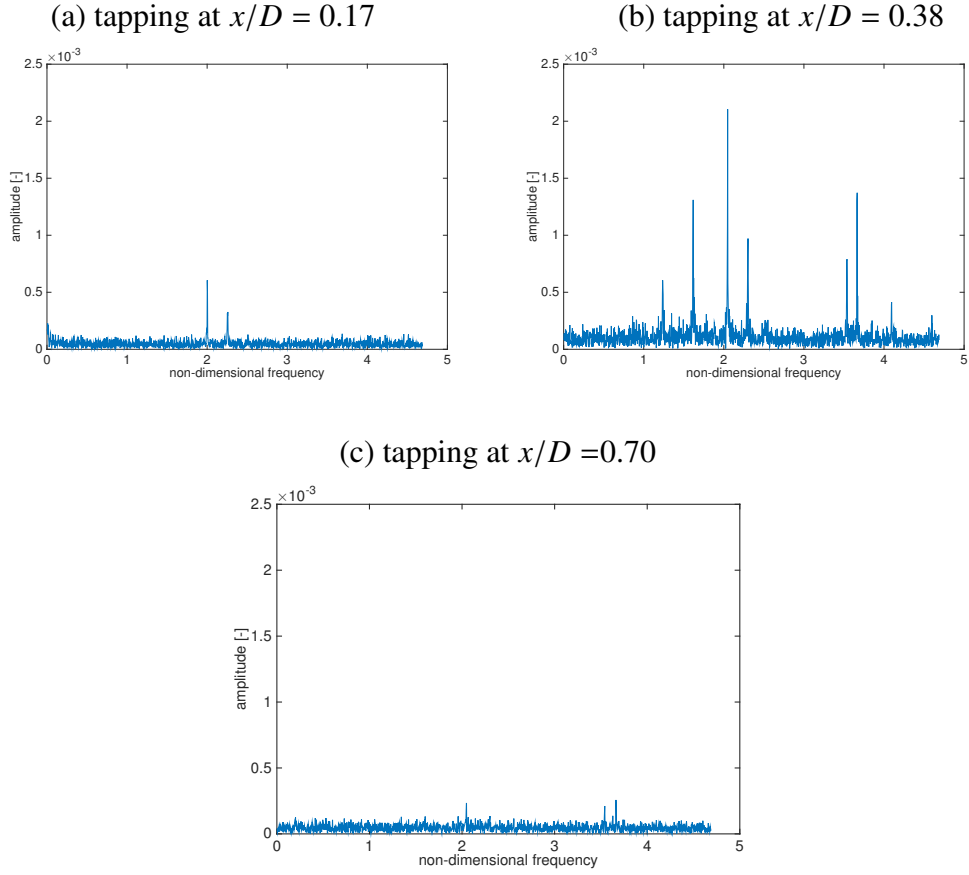 (a) tapping at x/D = 0.17
×10-3
2.5
2
1.5
1
0.5
0
0 1 2 3 4 5
amplitude [-]
non-dimensional frequency
(b) tapping at x/D = 0.38
×10-3
2.5
2
1.5
1
0.5
0
0 1 2 3 4 5
amplitude [-]
non-dimensional frequency
(c) tapping at x/D =0.70
×10-3
2.5
2
1.5
1
0.5
0
0 1 2 3 4 5
amplitude [-]
non-dimensional frequency